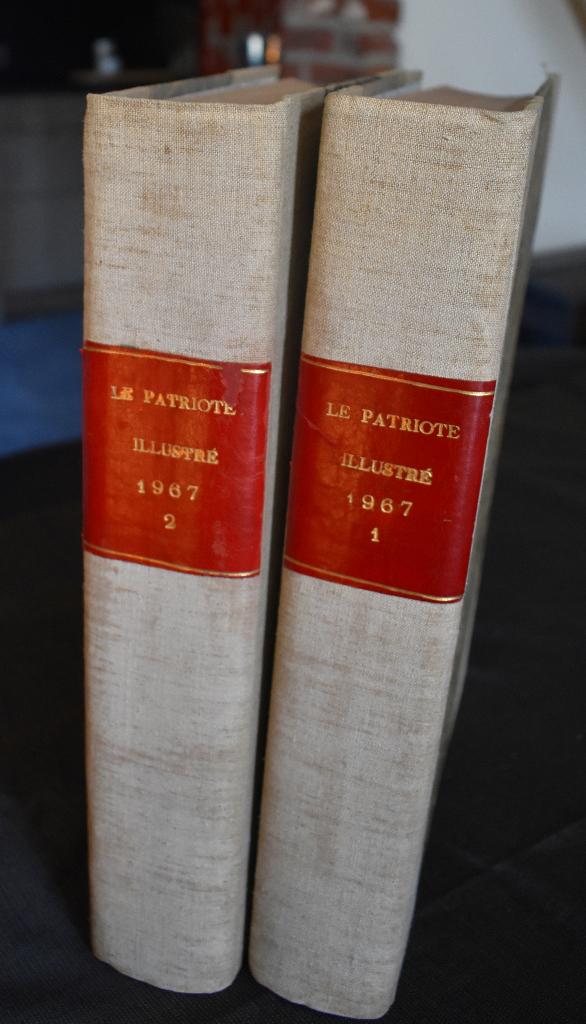 LE PATRIOTE
ILLUSTRÉ
1967
2
LE PATRIOTE
ILLUSTRÉ
1967
1